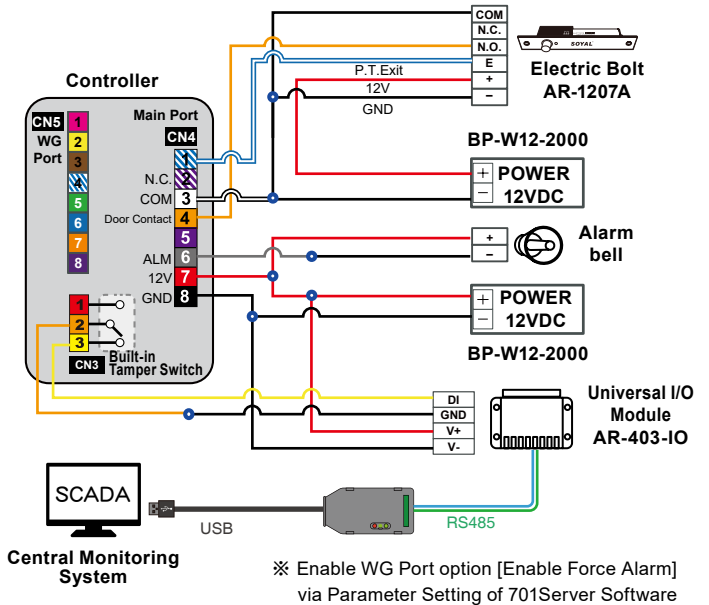 COM
N.C.
N.O.
E
+
−
SOYAL
Electric Bolt
AR-1207A
P.T.Exit
12V
GND
Controller
CN5
WG
Port
1
2
3
4
5
6
7
8
Main Port
CN4
1
N.C.
2
COM
3
Door Contact
4
5
ALM
6
12V
7
GND
8
1
2
3
CN3
Built-in
Tamper Switch
BP-W12-2000
+
−
POWER
12VDC
+
−
Alarm
bell
+
−
POWER
12VDC
BP-W12-2000
DI
GND
V+
V-
Universal I/O
Module
AR-403-IO
SCADA
USB
RS485
Central Monitoring
System
※ Enable WG Port option [Enable Force Alarm]
via Parameter Setting of 701Server Software